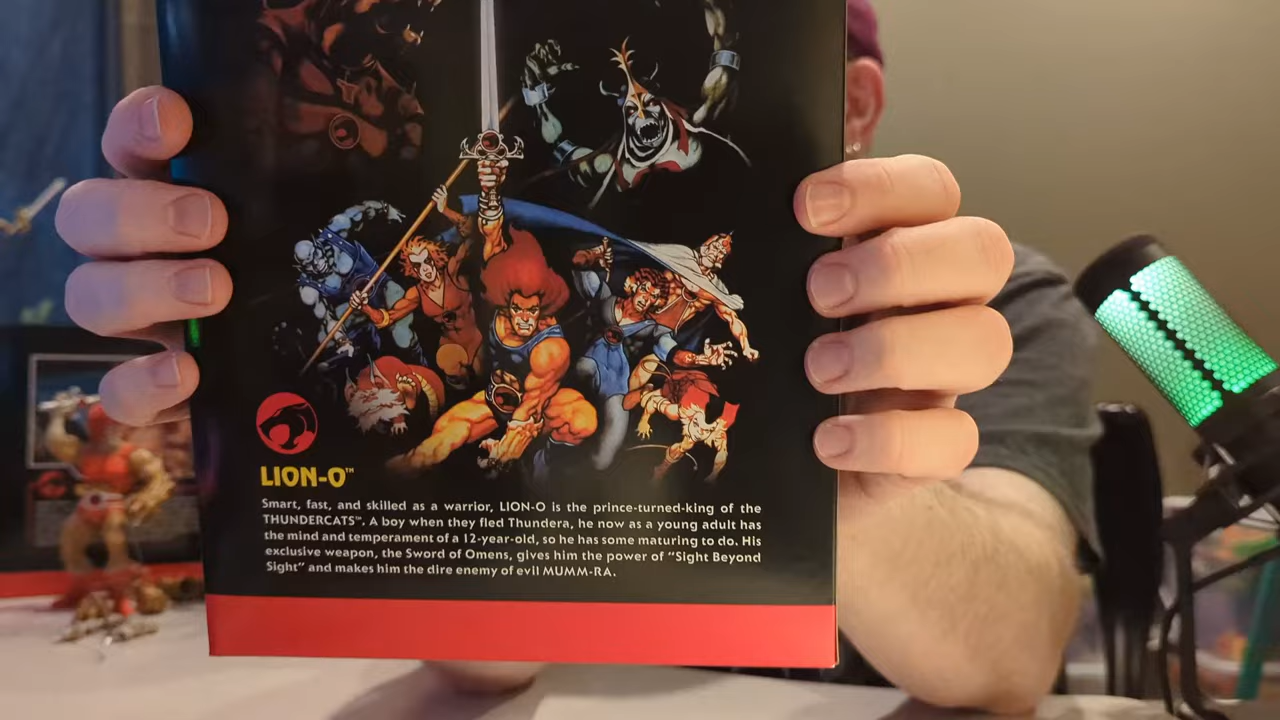 LION-O™
Smart, fast, and skilled as a warrior, LION-O is the prince-turned-king of the
THUNDERCATS™. A boy when they fled Thundera, he now as a young adult has
the mind and temperament of a 12-year-old, so he has some maturing to do. His
exclusive weapon, the Sword of Omens, gives him the power of “Sight Beyond
Sight” and makes him the dire enemy of evil MUMM-RA.